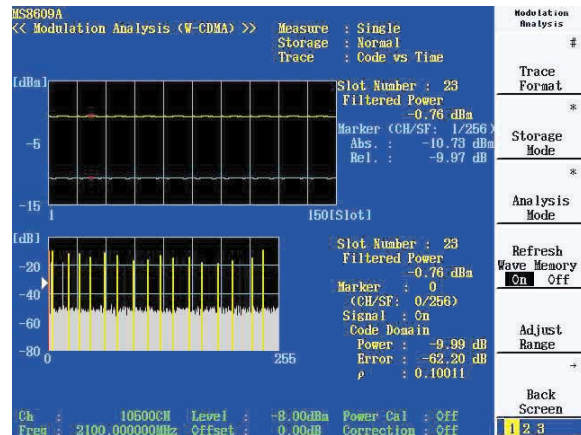 MS8609A
<< Modulation Analysis (W-CDMA) >>
Measure : Single
Storage : Normal
Trace : Code vs Time
[dBm]
-5
-15
1
150[Slot]
Slot Number : 23
Filtered Power
-0.76 dBm
Marker (CH/SF: 1/256)
Abs. : -10.73 dBm
Rel. : -9.97 dB
[dB]
-20
-40
-60
-80
0
255
Slot Number : 23
Filtered Power
-0.76 dBm
Marker : 0
(CH/SF: 0/256)
Signal : On
Code Domain
Power : -9.99 dB
Error : -62.20 dB
ρ : 0.10011
Ch : 10500CH Level : -8.00dBm Power Cal : Off
Freq : 2100.000000MHz Offset : 0.00dB Correction : Off
Modulation
Analysis
#
Trace
Format
*
Storage
Mode
*
Analysis
Mode
Refresh
Wave Memory
On Off
Adjust
Range
→
Back
Screen
1 2 3